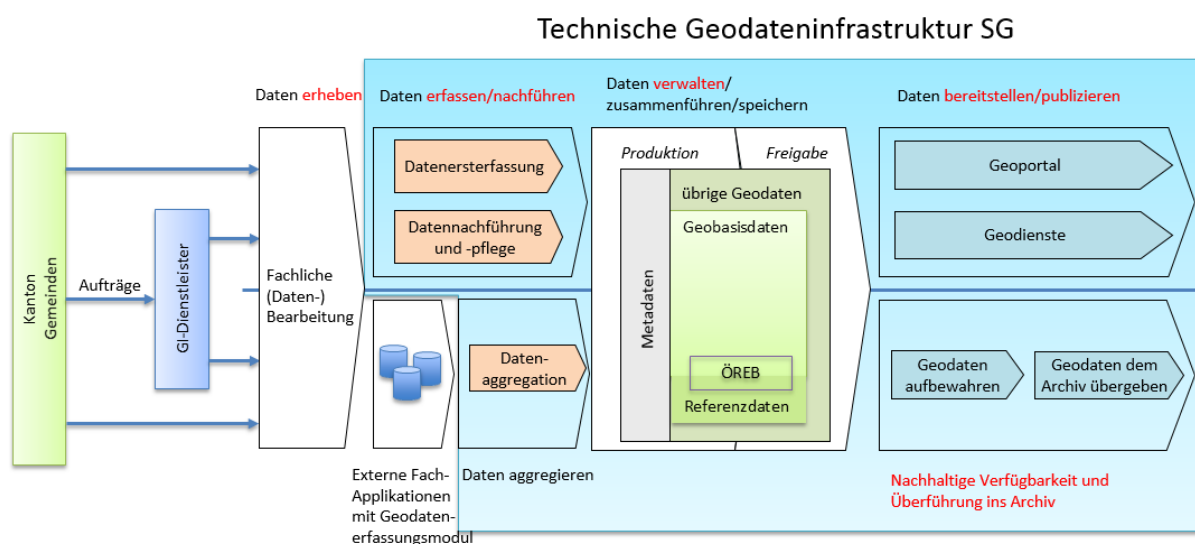 Technische Geodateninfrastruktur SG
Daten erheben
Daten erfassen/nachführen
Daten verwalten/
zusammenführen/speichern
Daten bereitstellen/publizieren
Kanton
Gemeinden
Aufträge
GI-Dienstleister
Fachliche
(Daten-)
Bearbeitung
Datenersterfassung
Datennachführung
und -pflege
Produktion
Freigabe
Metadaten
übrige Geodaten
Geobasisdaten
ÖREB
Referenzdaten
Geoportal
Geodienste
Daten-
aggregation
Geodaten
aufbewahren
Geodaten dem
Archiv übergeben
Externe Fach-
Applikationen
mit Geodaten-
erfassungsmodul
Daten aggregieren
Nachhaltige Verfügbarkeit und
Überführung ins Archiv